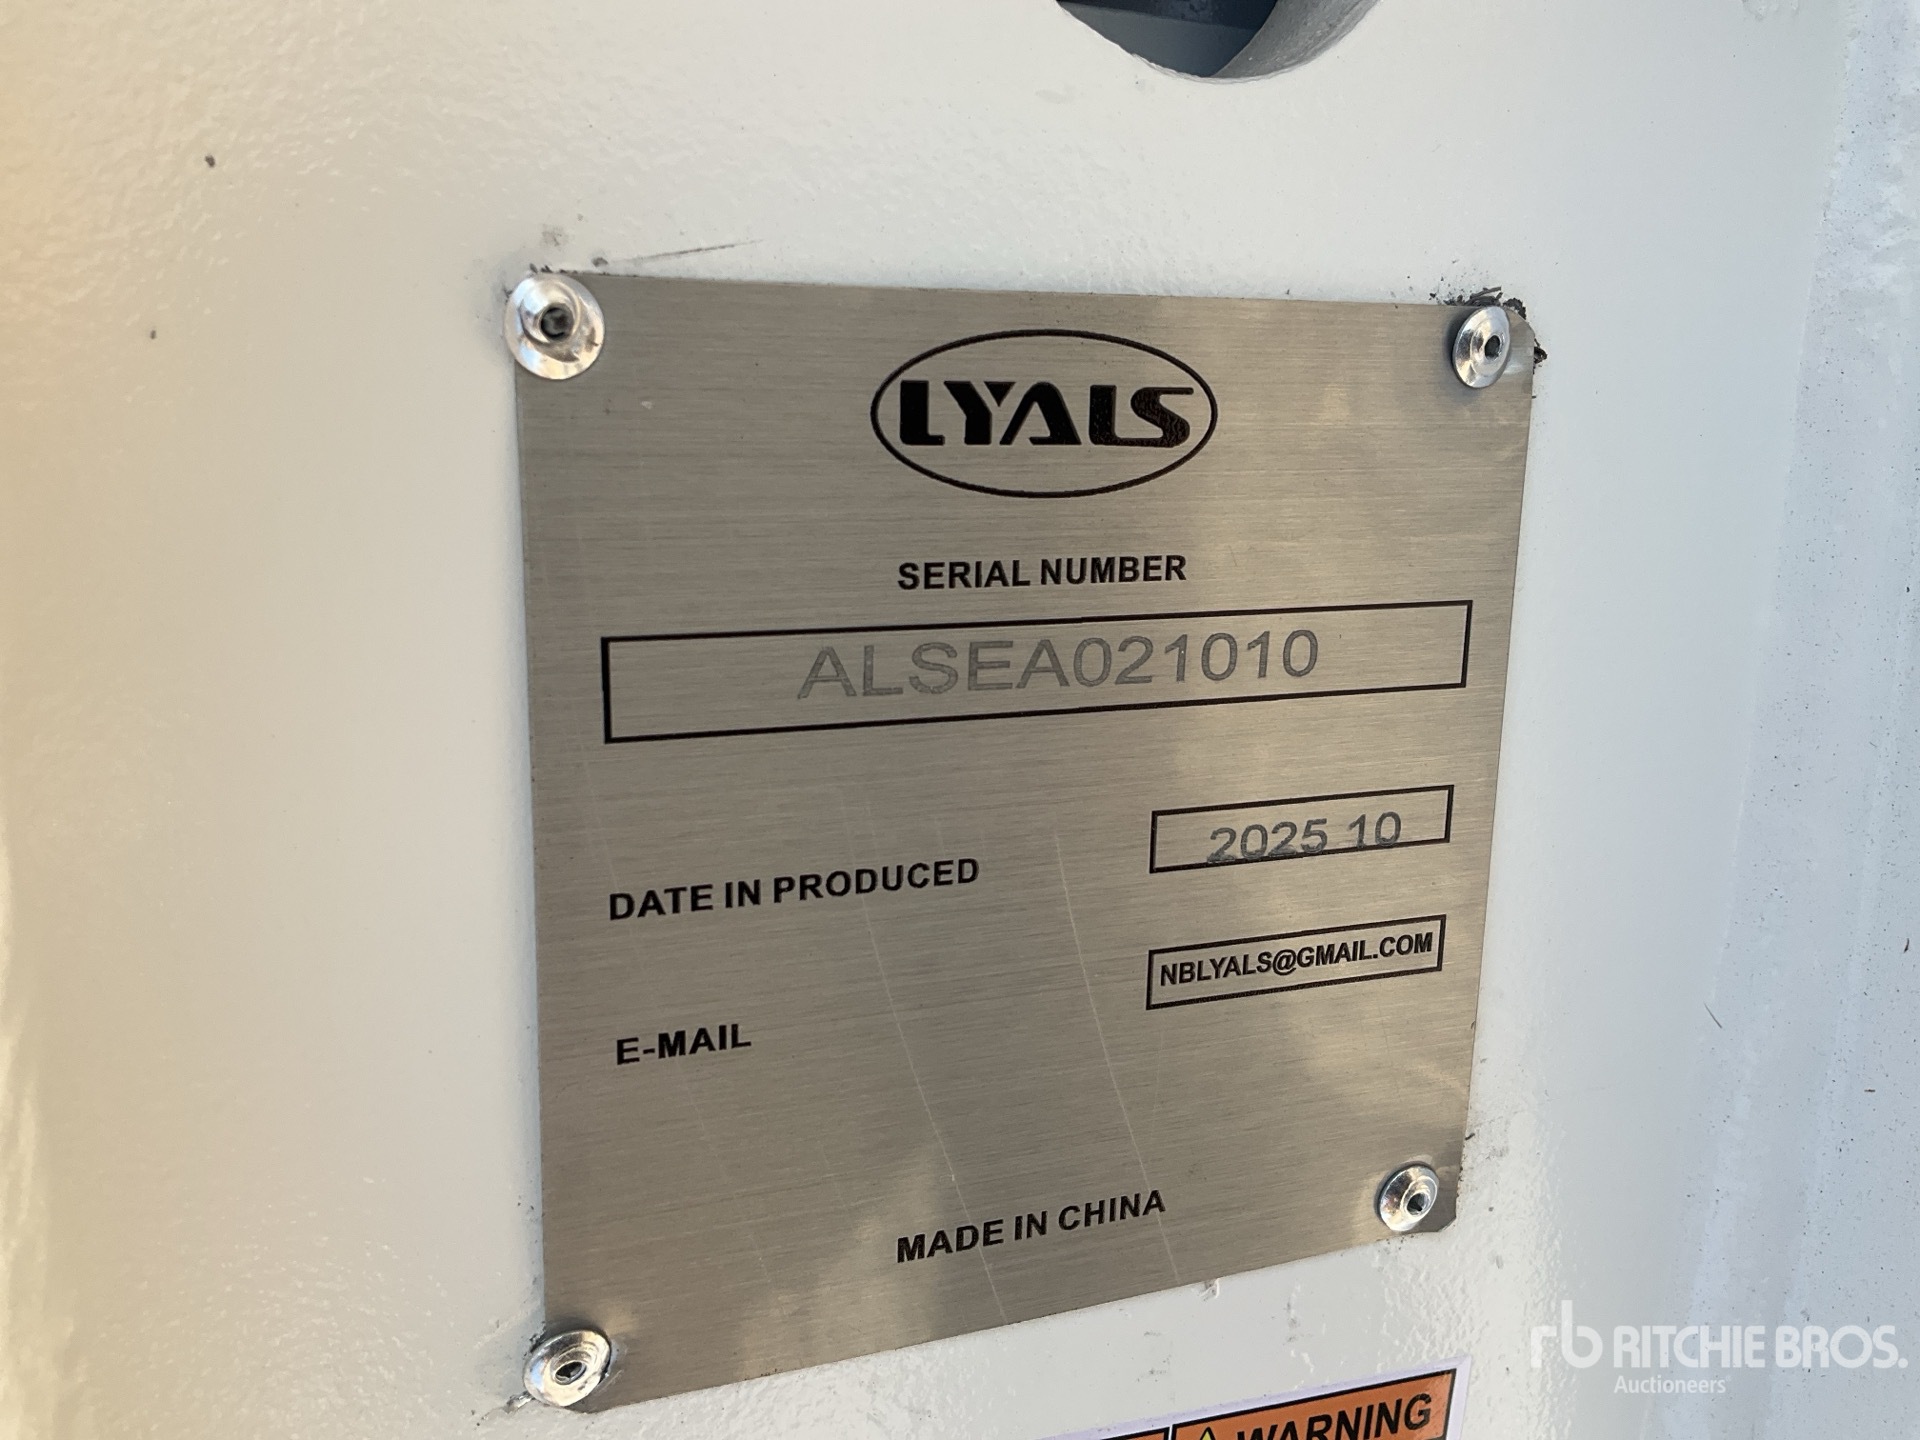 LYALS
SERIAL NUMBER
ALSEA021010
DATE IN PRODUCED
2025 10
E-MAIL
NBLYALS@GMAIL.COM
MADE IN CHINA
WARNING
rb RITCHIE BROS.
Auctioneers